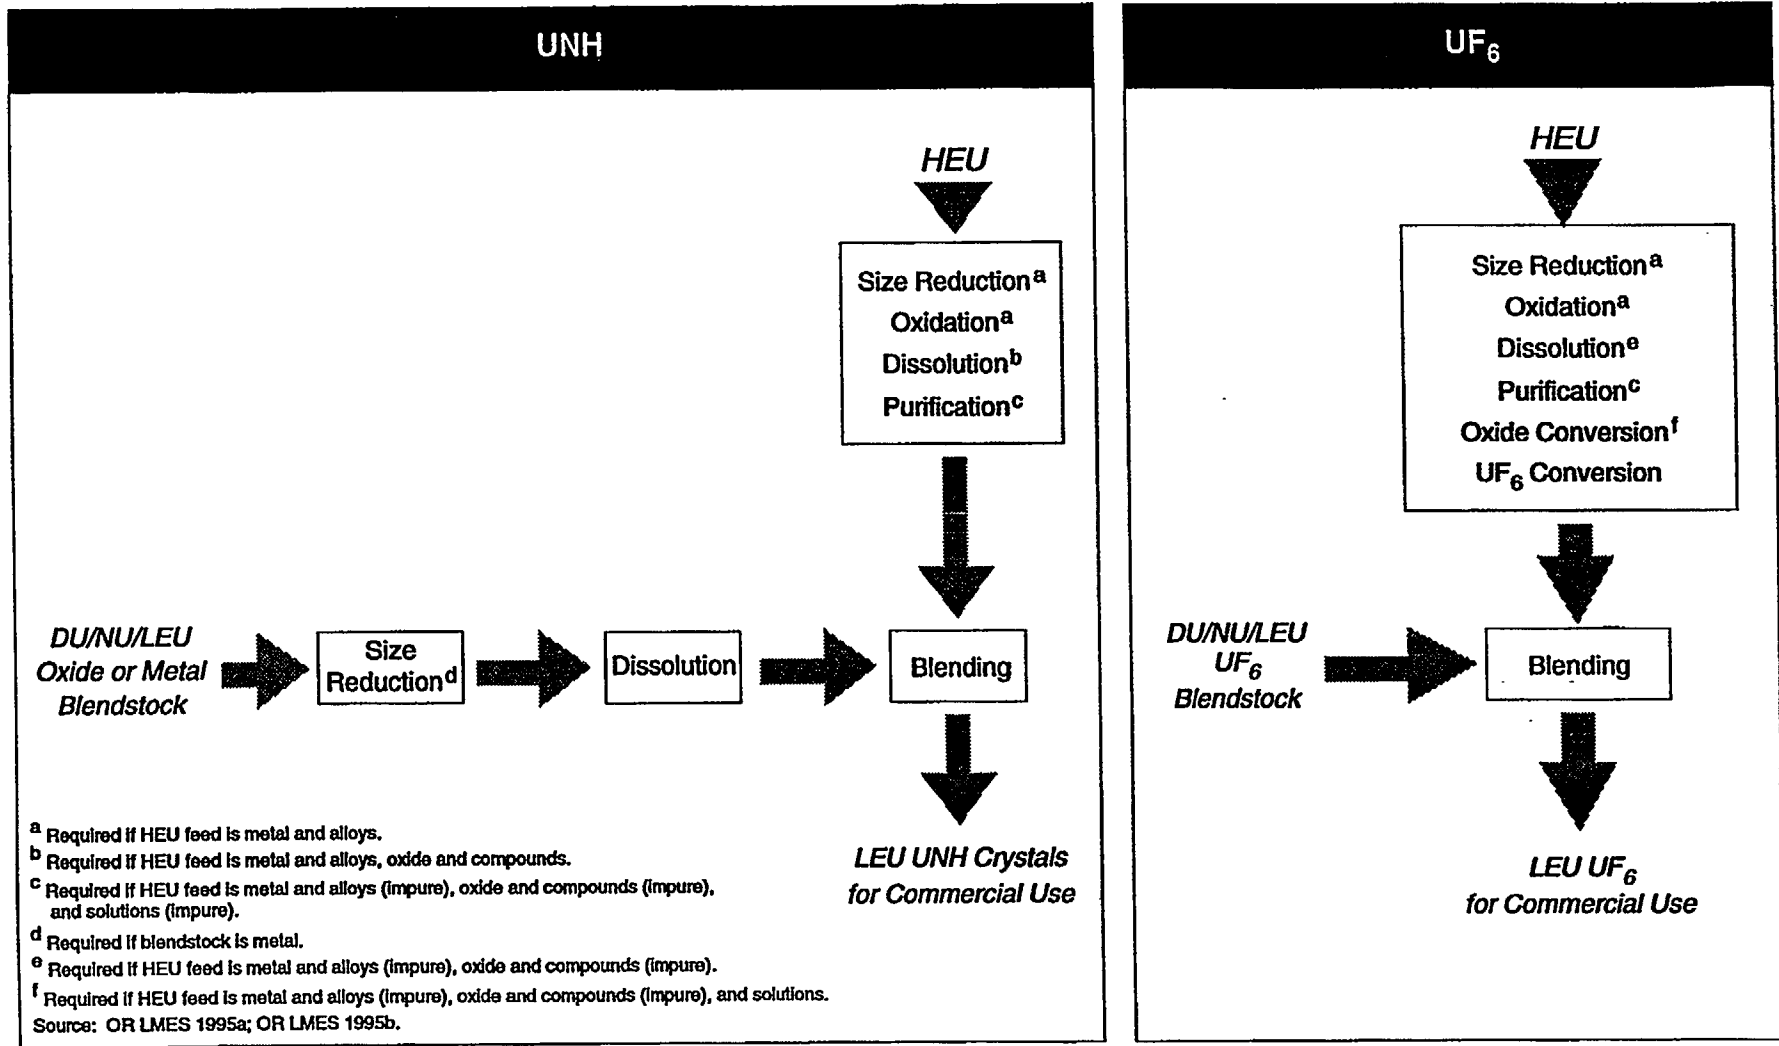 UNH
HEU
Size Reductionᵃ
Oxidationᵃ
Dissolutionᵇ
Purificationᶜ
DU/NU/LEU
Oxide or Metal
Blendstock
Size
Reductionᵈ
Dissolution
Blending
LEU UNH Crystals
for Commercial Use
ᵃ Required if HEU feed is metal and alloys.
ᵇ Required if HEU feed is metal and alloys, oxide and compounds.
ᶜ Required if HEU feed is metal and alloys (impure), oxide and compounds (impure),
and solutions (impure).
ᵈ Required if blendstock is metal.
ᵉ Required if HEU feed is metal and alloys (impure), oxide and compounds (impure).
ᶠ Required if HEU feed is metal and alloys (impure), oxide and compounds (impure), and solutions.
Source: OR LMES 1995a; OR LMES 1995b.
UF₆
HEU
Size Reductionᵃ
Oxidationᵃ
Dissolutionᵉ
Purificationᶜ
Oxide Conversionᶠ
UF₆ Conversion
DU/NU/LEU
UF₆
Blendstock
Blending
LEU UF₆
for Commercial Use